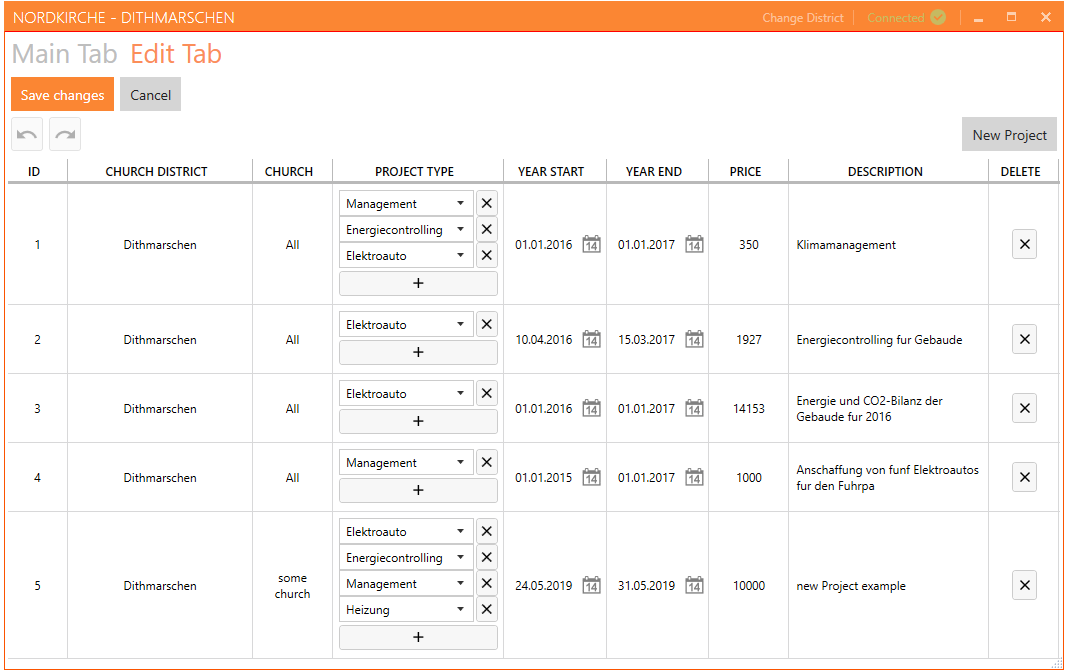 NORDKIRCHE - DITHMARSCHEN
Change District
Connected
Main Tab Edit Tab
Save changes
Cancel
New Project
ID CHURCH DISTRICT CHURCH PROJECT TYPE YEAR START YEAR END PRICE DESCRIPTION DELETE
Management
Energiecontrolling
1 Dithmarschen All 01.01.2016 14 01.01.2017 14 350 Klimamanagement
Elektroauto
+
Elektroauto
2 Dithmarschen All 10.04.2016 14 15.03.2017 14 1927 Energiecontrolling fur Gebaude
+
Elektroauto
3 Dithmarschen All 01.01.2016 14 01.01.2017 14 14153 Energie und CO2-Bilanz der
Gebaude fur 2016
+
Management
4 Dithmarschen All 01.01.2015 14 01.01.2017 14 1000 Anschaffung von funf Elektroautos
fur den Fuhrpa
+
Elektroauto
Energiecontrolling
Management
5 Dithmarschen some
church
24.05.2019 14 31.05.2019 14 10000 new Project example
Heizung
+